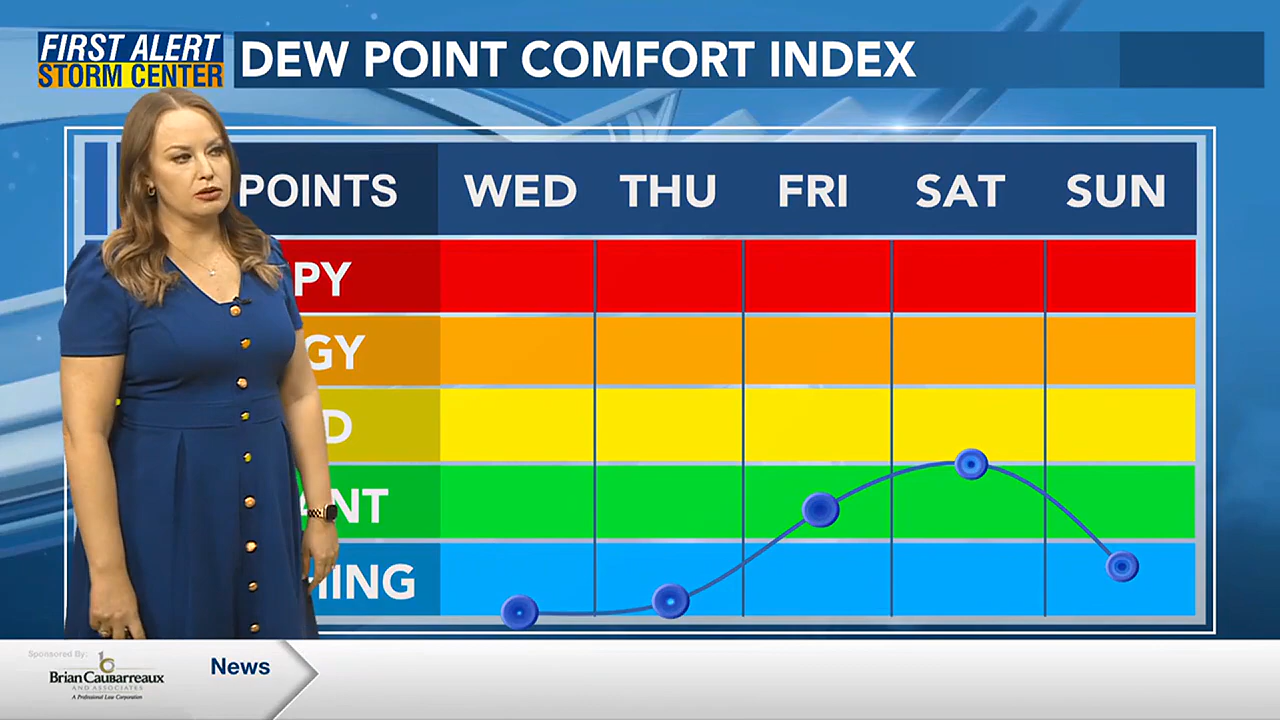 FIRST ALERT
STORM CENTER
DEW POINT COMFORT INDEX
POINTS WED THU FRI SAT SUN
PY
GY
D
ANT
HING
Sponsored By:
Brian Caubarreaux
AND ASSOCIATES
A Professional Law Corporation
News